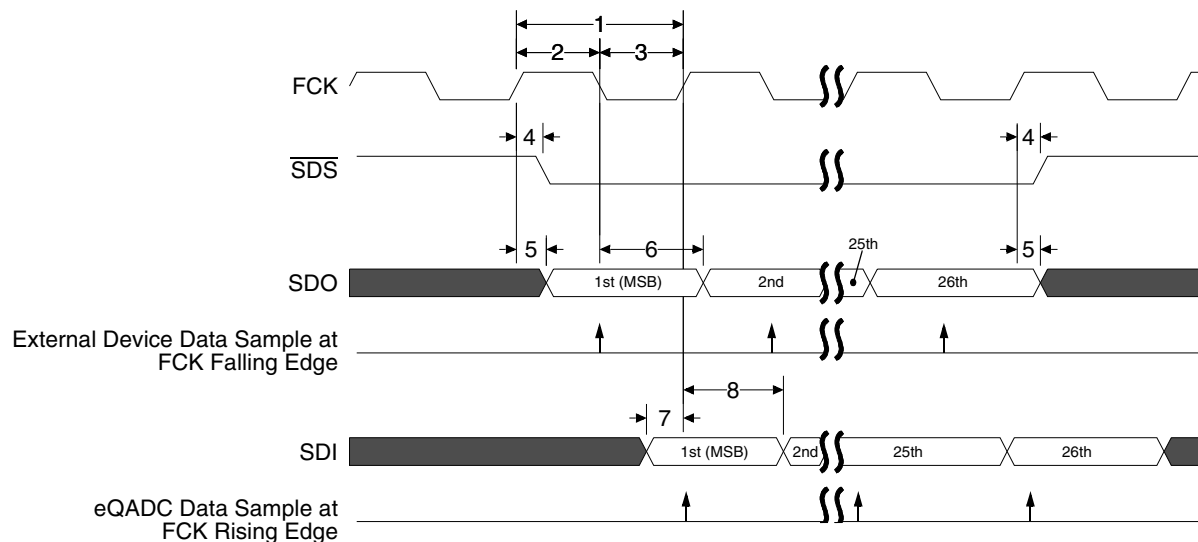 1
2 3
FCK
4 4
SDS
25th
5 6 5
SDO 1st (MSB) 2nd 26th
External Device Data Sample at
FCK Falling Edge
8
7
SDI 1st (MSB) 2nd 25th 26th
eQADC Data Sample at
FCK Rising Edge